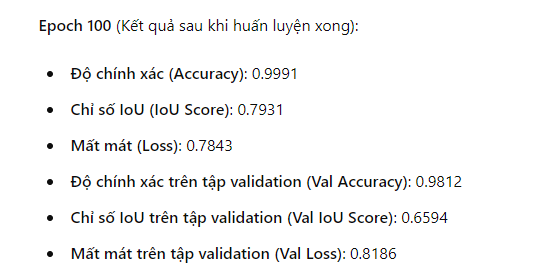 Epoch 100 (Kết quả sau khi huấn luyện xong):
• Độ chính xác (Accuracy): 0.9991
• Chỉ số IoU (IoU Score): 0.7931
• Mất mát (Loss): 0.7843
• Độ chính xác trên tập validation (Val Accuracy): 0.9812
• Chỉ số IoU trên tập validation (Val IoU Score): 0.6594
• Mất mát trên tập validation (Val Loss): 0.8186